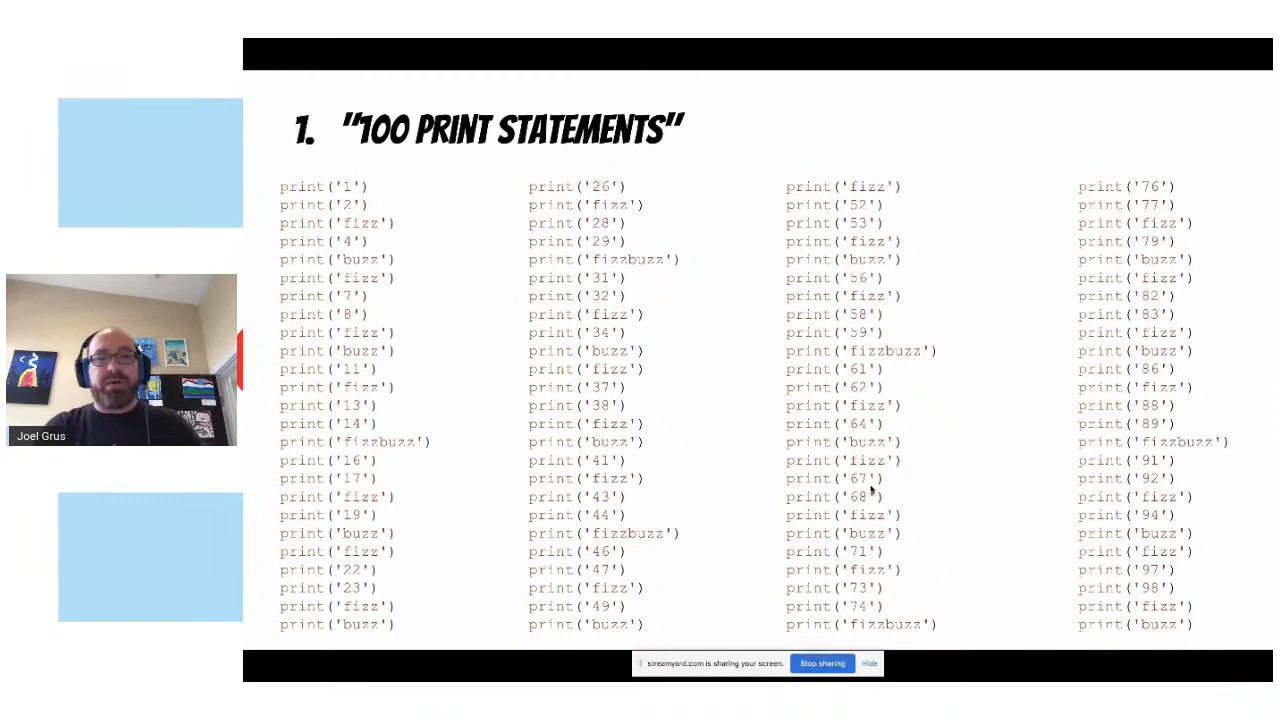 1. "100 PRINT STATEMENTS"
print('1')
print('2')
print('fizz')
print('4')
print('buzz')
print('fizz')
print('7')
print('8')
print('fizz')
print('buzz')
print('11')
print('fizz')
print('13')
print('14')
print('fizzbuzz')
print('16')
print('17')
print('fizz')
print('19')
print('buzz')
print('fizz')
print('22')
print('23')
print('fizz')
print('buzz')
print('26')
print('fizz')
print('28')
print('29')
print('fizzbuzz')
print('31')
print('32')
print('fizz')
print('34')
print('buzz')
print('fizz')
print('37')
print('38')
print('fizz')
print('buzz')
print('41')
print('fizz')
print('43')
print('44')
print('fizzbuzz')
print('46')
print('47')
print('fizz')
print('49')
print('buzz')
print('fizz')
print('52')
print('53')
print('fizz')
print('buzz')
print('56')
print('fizz')
print('58')
print('59')
print('fizzbuzz')
print('61')
print('62')
print('fizz')
print('64')
print('buzz')
print('fizz')
print('67')
print('68')
print('fizz')
print('buzz')
print('71')
print('fizz')
print('73')
print('74')
print('fizzbuzz')
print('76')
print('77')
print('fizz')
print('79')
print('buzz')
print('fizz')
print('82')
print('83')
print('fizz')
print('buzz')
print('86')
print('fizz')
print('88')
print('89')
print('fizzbuzz')
print('91')
print('92')
print('fizz')
print('94')
print('buzz')
print('fizz')
print('97')
print('98')
print('fizz')
print('buzz')
Joel Grus
streamyard.com is sharing your screen. Stop sharing Hide